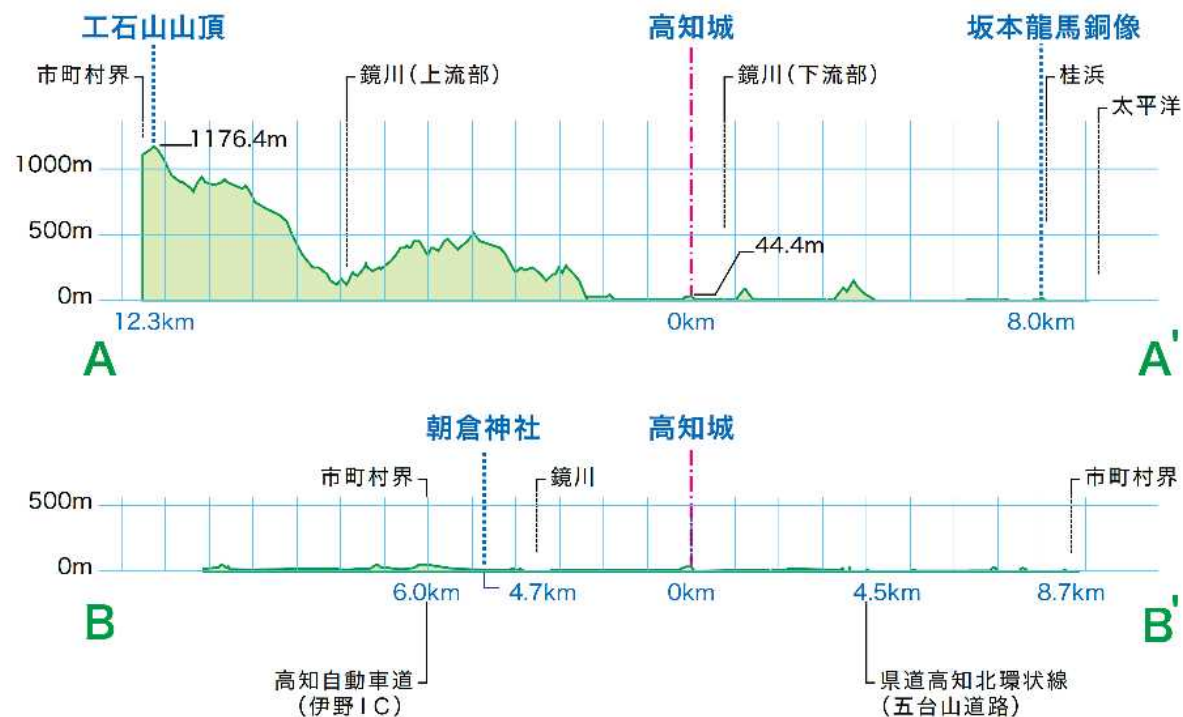 工石山山頂
高知城
坂本龍馬銅像
市町村界
鏡川(上流部)
鏡川(下流部)
桂浜
太平洋
1176.4m
1000m
500m
44.4m
0m
12.3km
0km
8.0km
A
A'
朝倉神社
高知城
市町村界
鏡川
市町村界
500m
0m
6.0km
4.7km
0km
4.5km
8.7km
B
B'
高知自動車道
(伊野IC)
県道高知北環状線
(五台山道路)